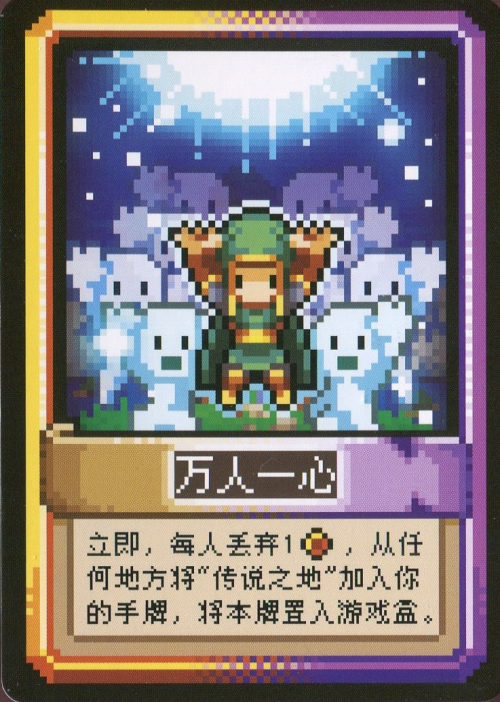 万人一心
立即，每人丢弃1 ，从任
何地方将“传说之地”加入你
的手牌，将本牌置入游戏盒。